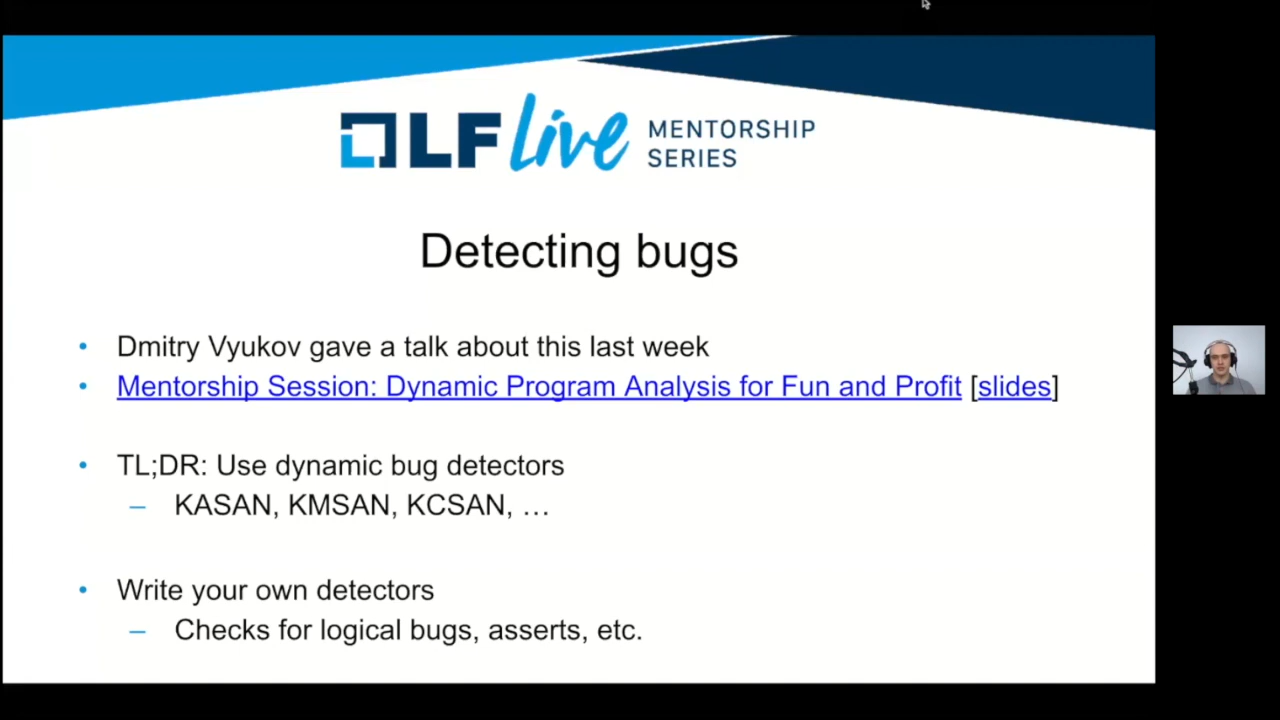 LF Live MENTORSHIP
SERIES
Detecting bugs
• Dmitry Vyukov gave a talk about this last week
• Mentorship Session: Dynamic Program Analysis for Fun and Profit [slides]
• TL;DR: Use dynamic bug detectors
– KASAN, KMSAN, KCSAN, …
• Write your own detectors
– Checks for logical bugs, asserts, etc.